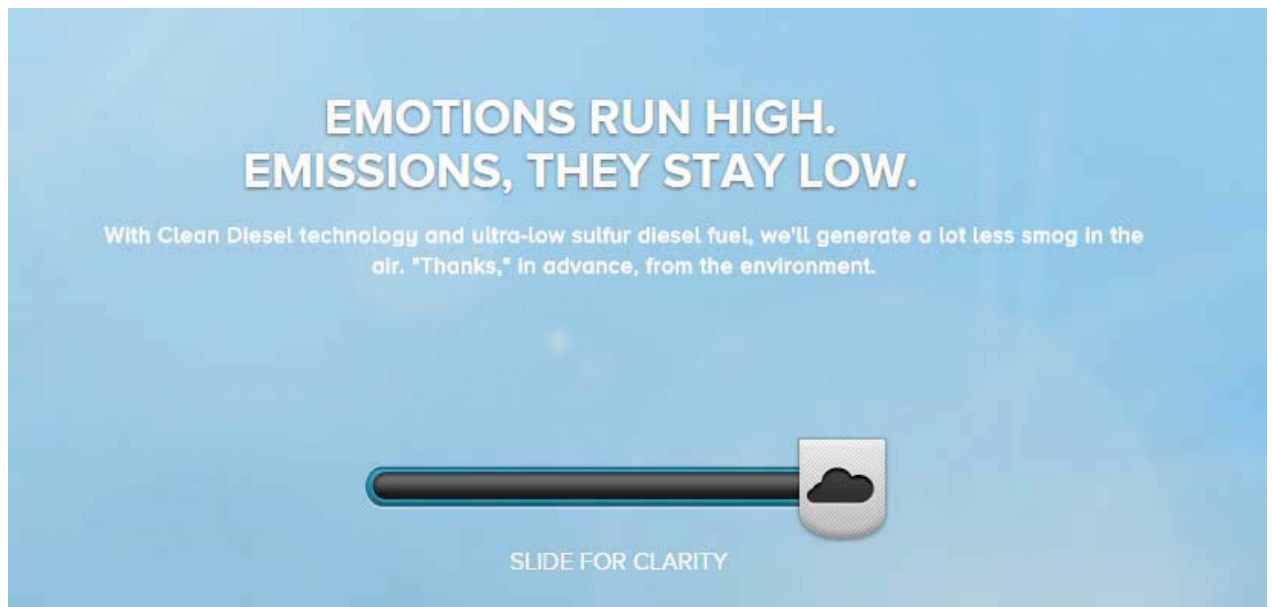 EMOTIONS RUN HIGH.
EMISSIONS, THEY STAY LOW.
With Clean Diesel technology and ultra-low sulfur diesel fuel, we'll generate a lot less smog in the
air. "Thanks," in advance, from the environment.
SLIDE FOR CLARITY